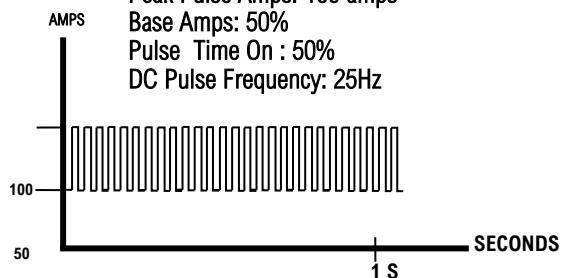 AMPS
Base Amps: 50%
Pulse Time On : 50%
DC Pulse Frequency: 25Hz
100
50
SECONDS
1 S